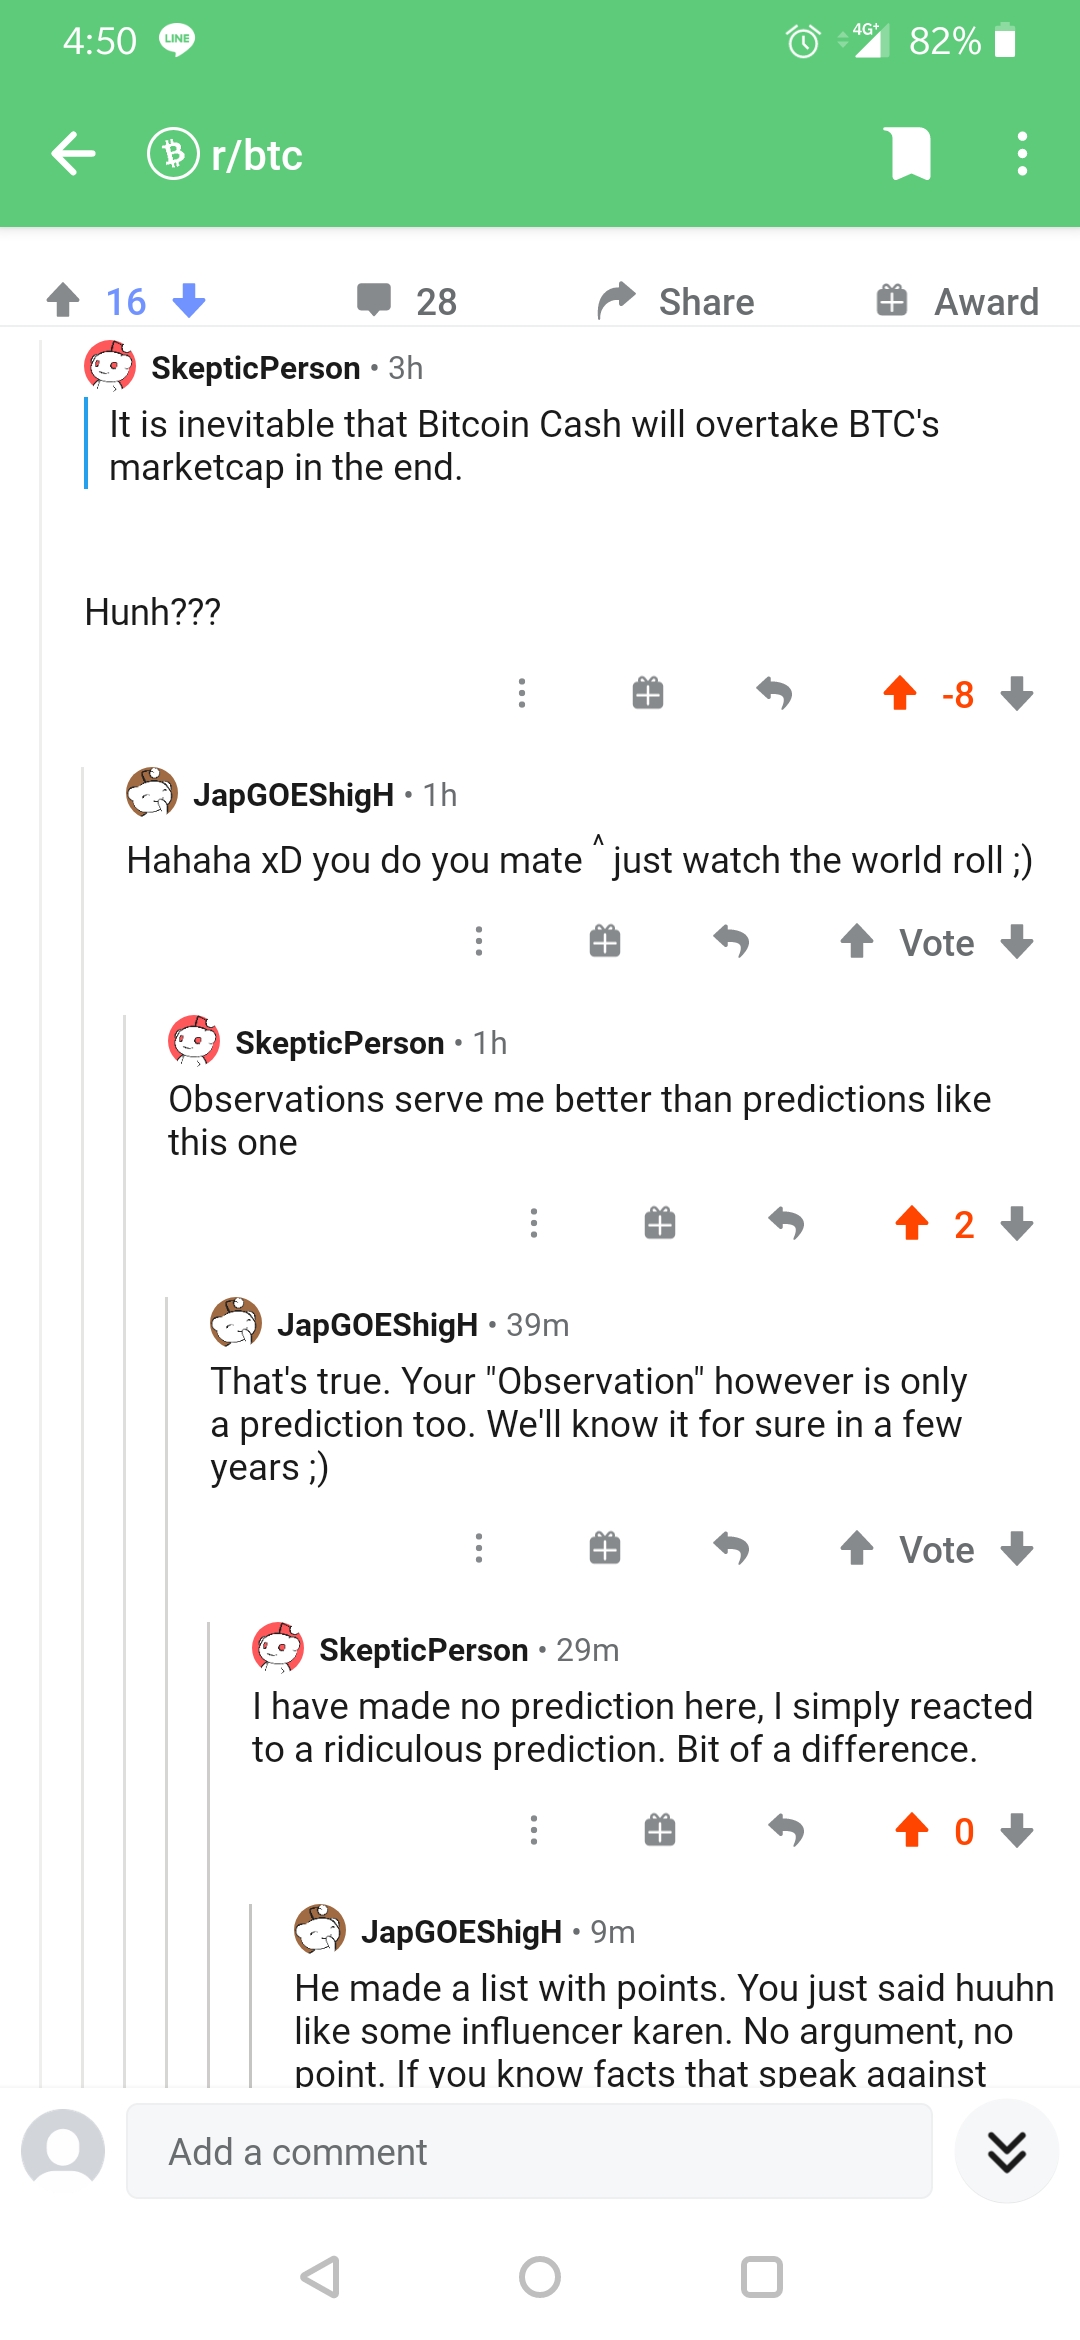 4:50 LINE 4G+ 82%
r/btc
16 28 Share Award
SkepticPerson • 3h
It is inevitable that Bitcoin Cash will overtake BTC's
marketcap in the end.
Hunh???
-8
JapGOEShigH • 1h
Hahaha xD you do you mate ^ just watch the world roll ;)
Vote
SkepticPerson • 1h
Observations serve me better than predictions like
this one
2
JapGOEShigH • 39m
That's true. Your "Observation" however is only
a prediction too. We'll know it for sure in a few
years ;)
Vote
SkepticPerson • 29m
I have made no prediction here, I simply reacted
to a ridiculous prediction. Bit of a difference.
0
JapGOEShigH • 9m
He made a list with points. You just said huuhn
like some influencer karen. No argument, no
point. If you know facts that speak against
Add a comment